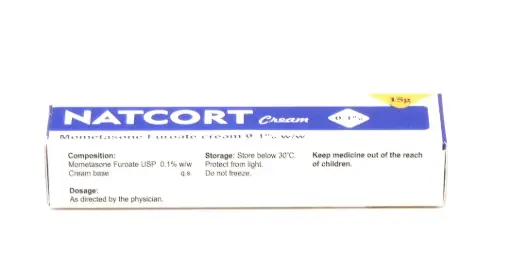 15g
NATCORT Cream 0.1%
Mometasone Furoate cream 0.1% w/w
Composition:
Mometasone Furoate USP 0.1% w/w
Cream base q.s.
Dosage:
As directed by the physician.
Storage: Store below 30°C.
Protect from light.
Do not freeze.
Keep medicine out of the reach
of children.